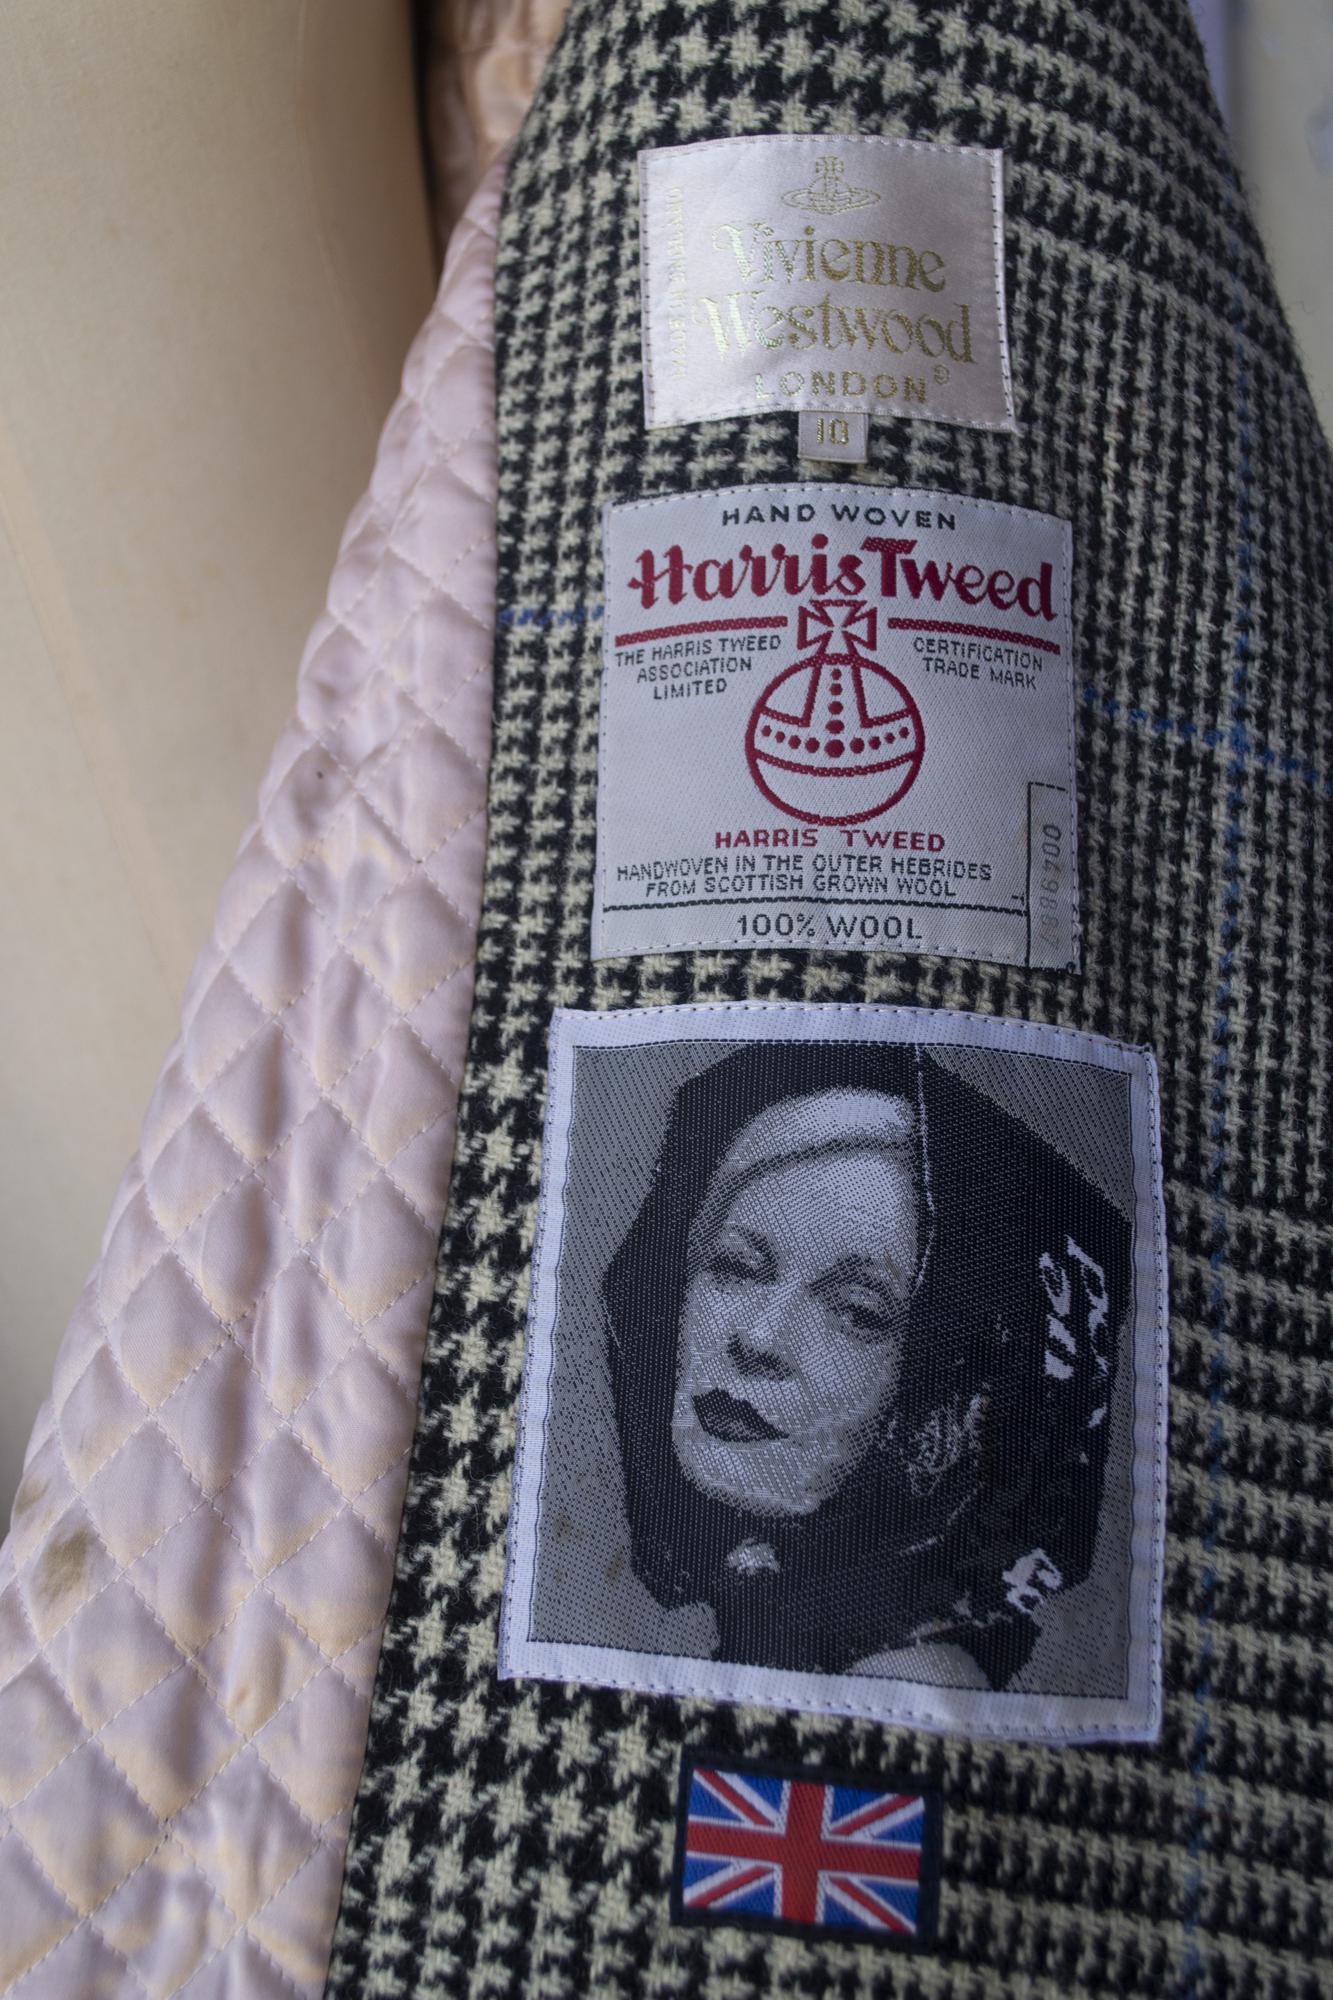 MADE IN ENGLAND
Vivienne
Westwood
LONDON®
10
HAND WOVEN
Harris Tweed
THE HARRIS TWEED
ASSOCIATION
LIMITED
CERTIFICATION
TRADE MARK
HARRIS TWEED
HANDWOVEN IN THE OUTER HEBRIDES
FROM SCOTTISH GROWN WOOL
100% WOOL